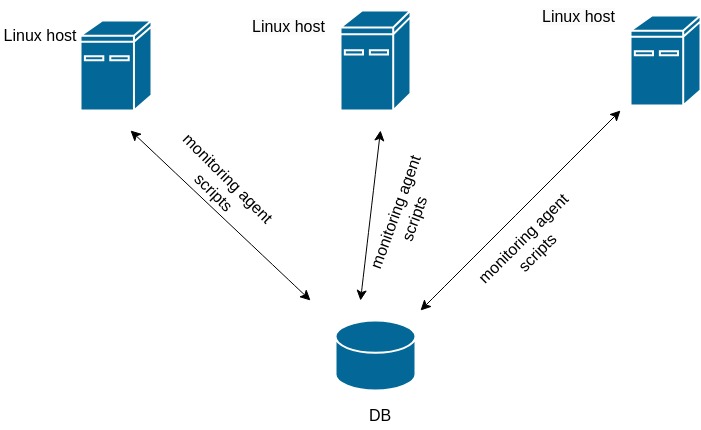 Linux host
Linux host
Linux host
monitoring agent
scripts
monitoring agent
scripts
monitoring agent
scripts
DB